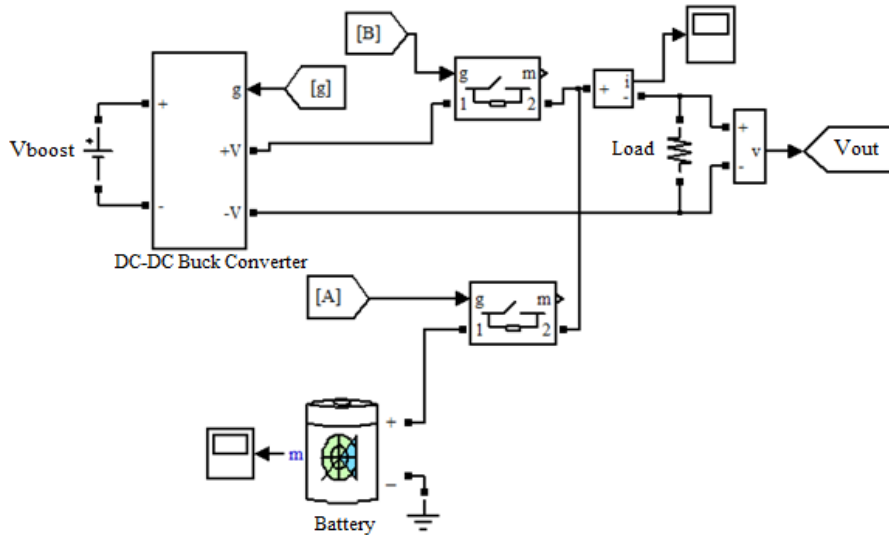 [B]
g m
1 2
+ i
-
g
[g]
+
Vboost
+
+V
Load
+
v
-
Vout
-
-V
DC-DC Buck Converter
[A]
g m
1 2
+
m
–
Battery